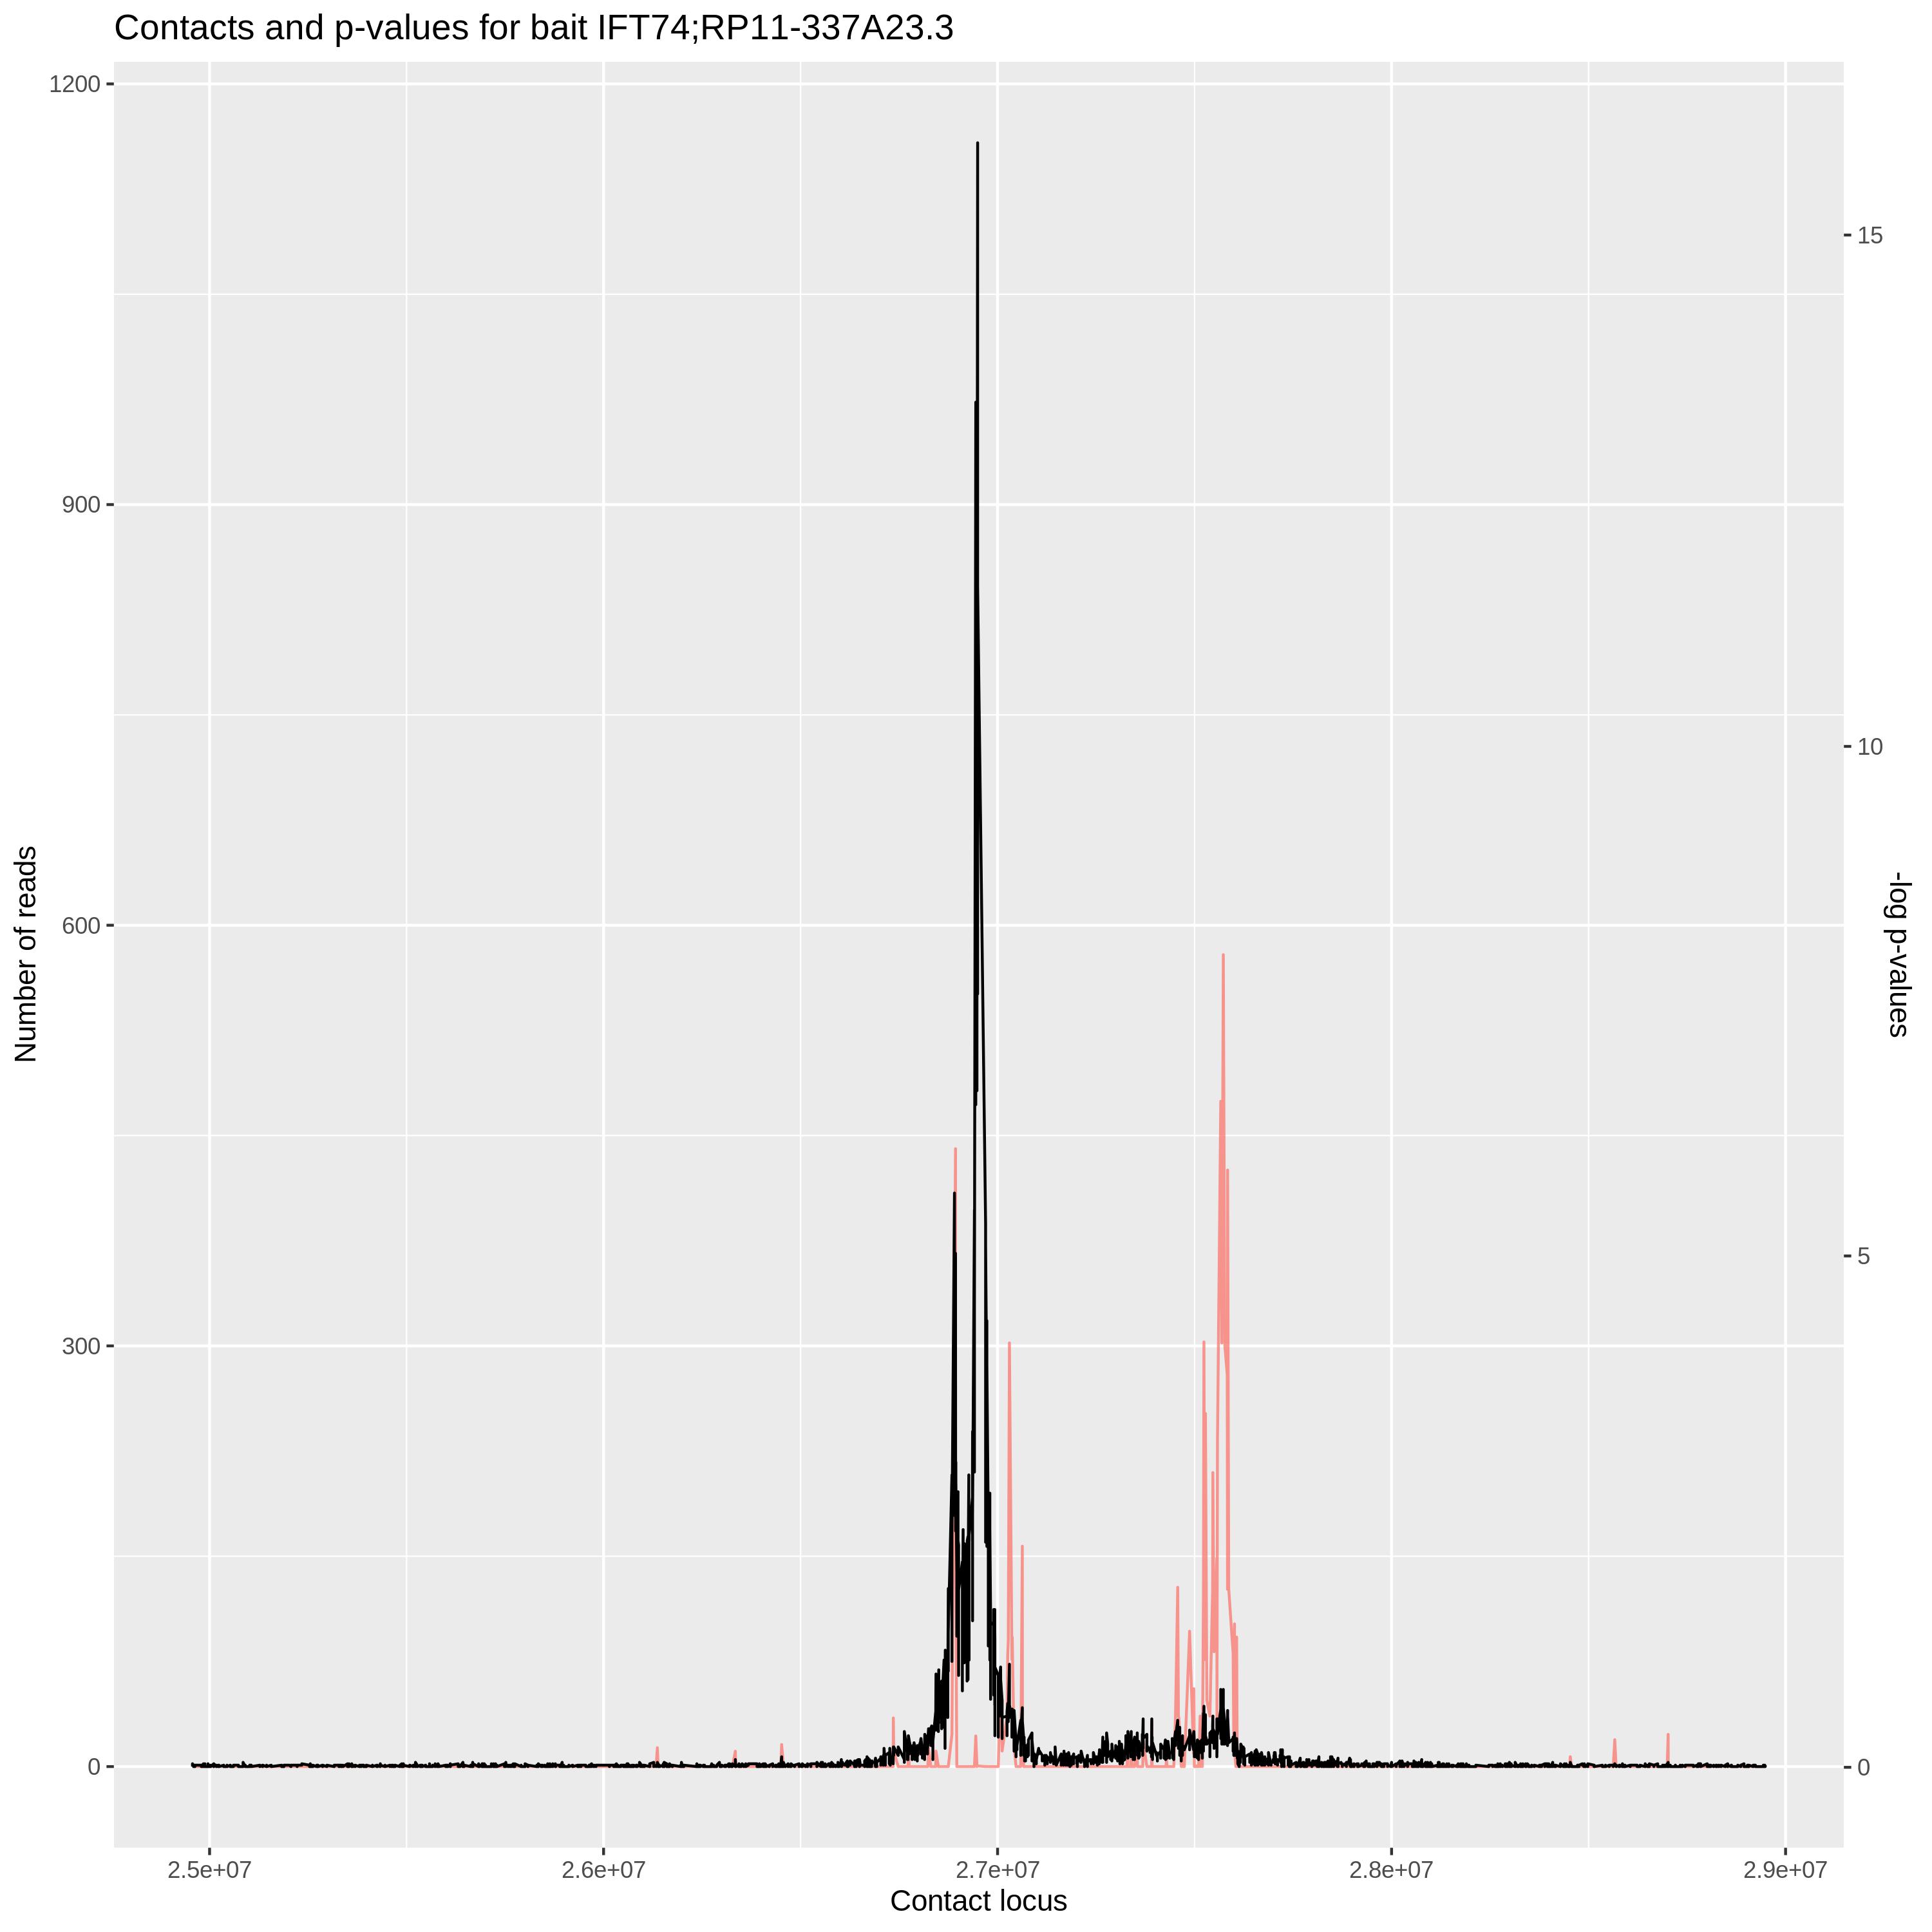 Contacts and p-values for bait IFT74;RP11-337A23.3
1200
900
600
300
0
Number of reads
15
10
5
0
-log p-values
2.5e+07
2.6e+07
2.7e+07
2.8e+07
2.9e+07
Contact locus